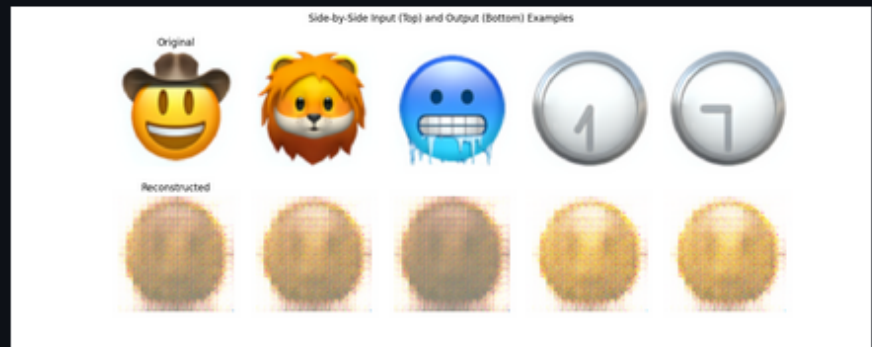 Side-by-Side Input (Top) and Output (Bottom) Examples
Original
Reconstructed